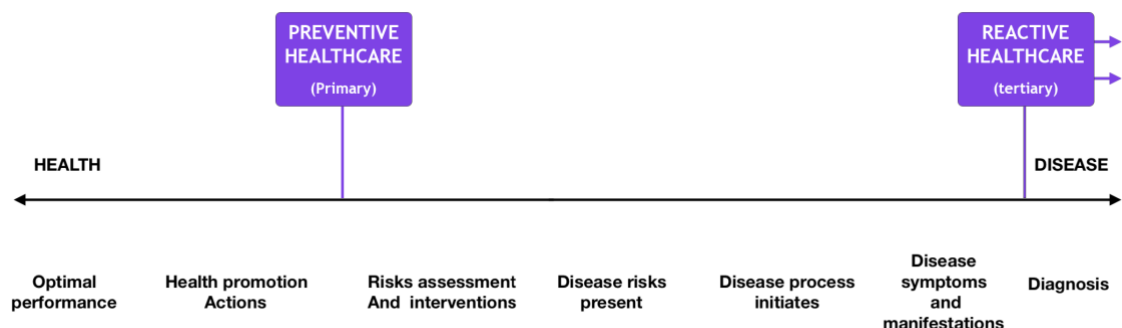 PREVENTIVE
HEALTHCARE
(Primary)
REACTIVE
HEALTHCARE
(tertiary)
HEALTH
DISEASE
Optimal
performance
Health promotion
Actions
Risks assessment
And interventions
Disease risks
present
Disease process
initiates
Disease
symptoms
and
manifestations
Diagnosis